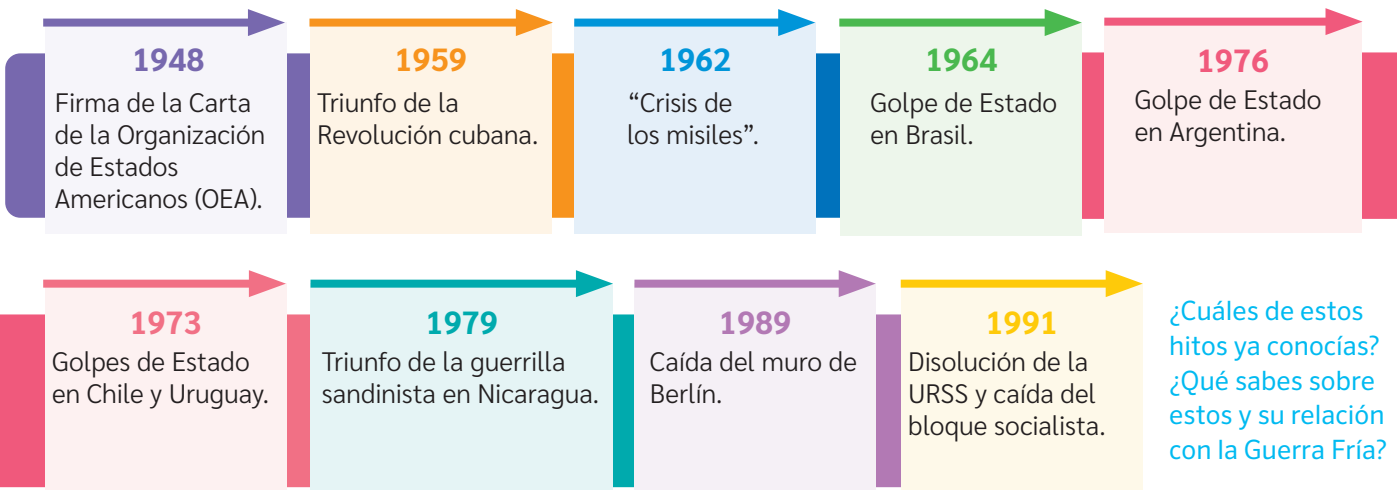 1948
Firma de la Carta
de la Organización
de Estados
Americanos (OEA).
1959
Triunfo de la
Revolución cubana.
1962
“Crisis de
los misiles”.
1964
Golpe de Estado
en Brasil.
1976
Golpe de Estado
en Argentina.
1973
Golpes de Estado
en Chile y Uruguay.
1979
Triunfo de la guerrilla
sandinista en Nicaragua.
1989
Caída del muro de
Berlín.
1991
Disolución de la
URSS y caída del
bloque socialista.
¿Cuáles de estos
hitos ya conocías?
¿Qué sabes sobre
estos y su relación
con la Guerra Fría?